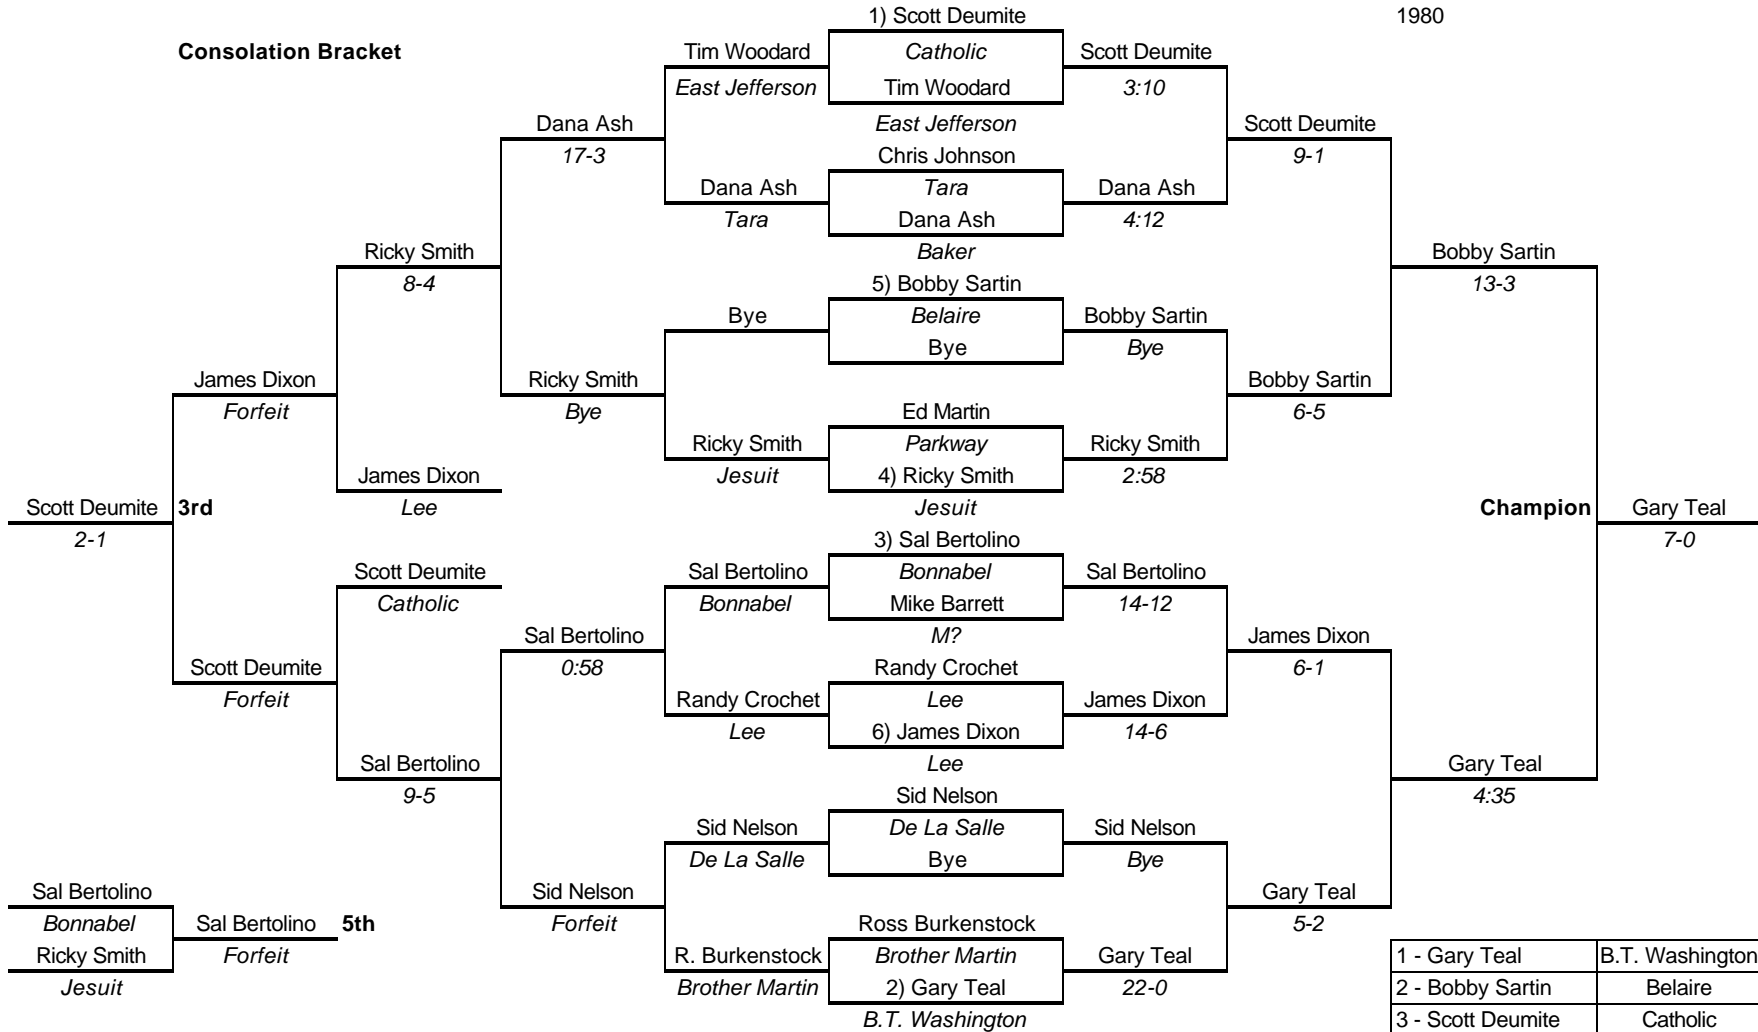 1) Scott Deumite 1980
Consolation Bracket Tim Woodard Catholic Scott Deumite
East Jefferson Tim Woodard 3:10
Dana Ash East Jefferson Scott Deumite
17-3 Chris Johnson 9-1
Dana Ash Tara Dana Ash
Tara Dana Ash 4:12
Ricky Smith Baker Bobby Sartin
8-4 5) Bobby Sartin 13-3
Bye Belaire Bobby Sartin
Bye Bye
James Dixon Ricky Smith Bobby Sartin
Forfeit Bye Ed Martin 6-5
Ricky Smith Parkway Ricky Smith
James Dixon Jesuit 4) Ricky Smith 2:58
Scott Deumite 3rd Lee Jesuit Champion Gary Teal
2-1 3) Sal Bertolino 7-0
Scott Deumite Sal Bertolino Bonnabel Sal Bertolino
Catholic Bonnabel Mike Barrett 14-12
Sal Bertolino M? James Dixon
Scott Deumite 0:58 Randy Crochet 6-1
Forfeit Randy Crochet Lee James Dixon
Lee 6) James Dixon 14-6
Sal Bertolino Lee Gary Teal
9-5 Sid Nelson 4:35
Sid Nelson De La Salle Sid Nelson
De La Salle Bye Bye
Sal Bertolino Sid Nelson Gary Teal
Bonnabel Sal Bertolino 5th Forfeit Ross Burkenstock 5-2
Ricky Smith Forfeit R. Burkenstock Brother Martin Gary Teal 1 - Gary Teal B.T. Washington
Jesuit Brother Martin 2) Gary Teal 22-0 2 - Bobby Sartin Belaire
B.T. Washington 3 - Scott Deumite Catholic